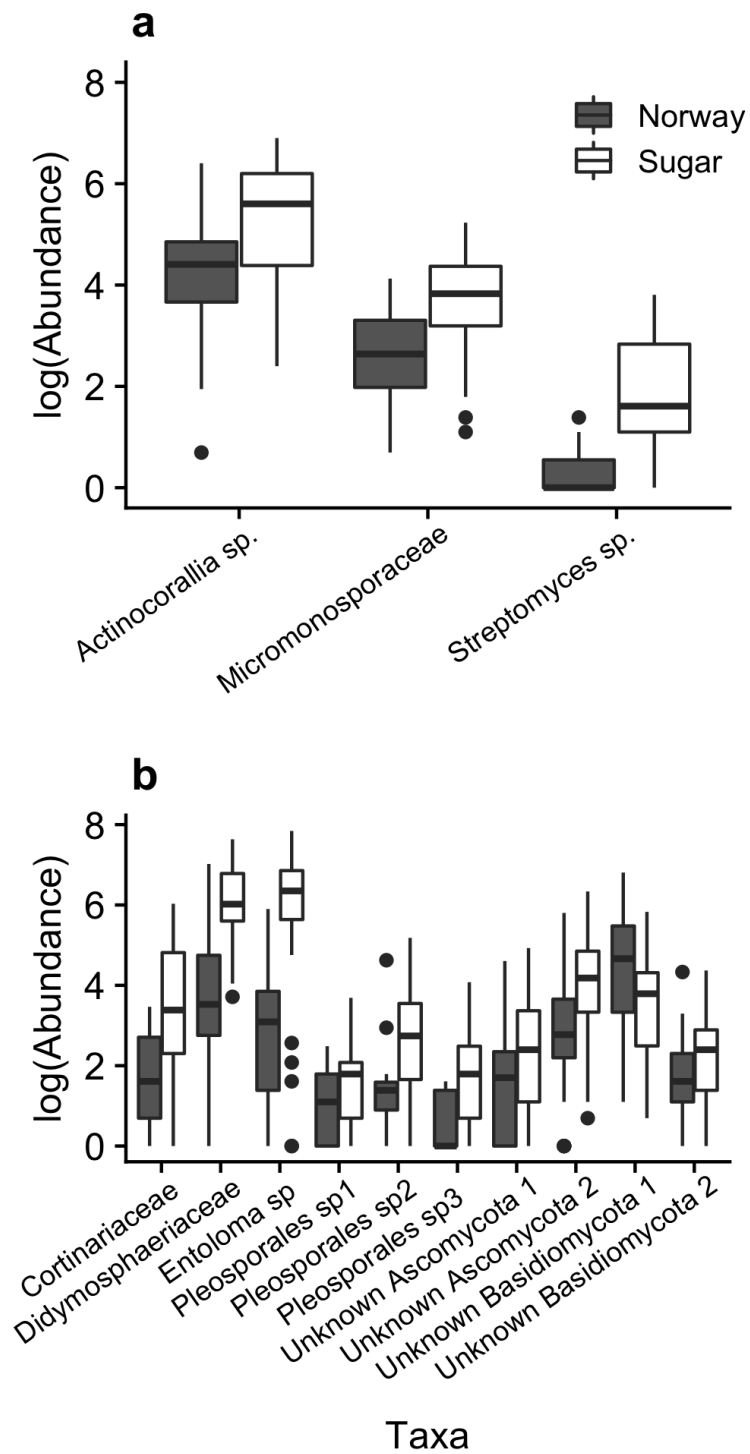 a
log(Abundance)
8
6
4
2
0
Norway
Sugar
Actinocorallia sp.
Micromonosporaceae
Streptomyces sp.
b
log(Abundance)
8
6
4
2
0
Cortinariaceae
Didymosphaeriaceae
Entoloma sp
Pleosporales sp1
Pleosporales sp2
Pleosporales sp3
Unknown Ascomycota 1
Unknown Ascomycota 2
Unknown Basidiomycota 1
Unknown Basidiomycota 2
Taxa